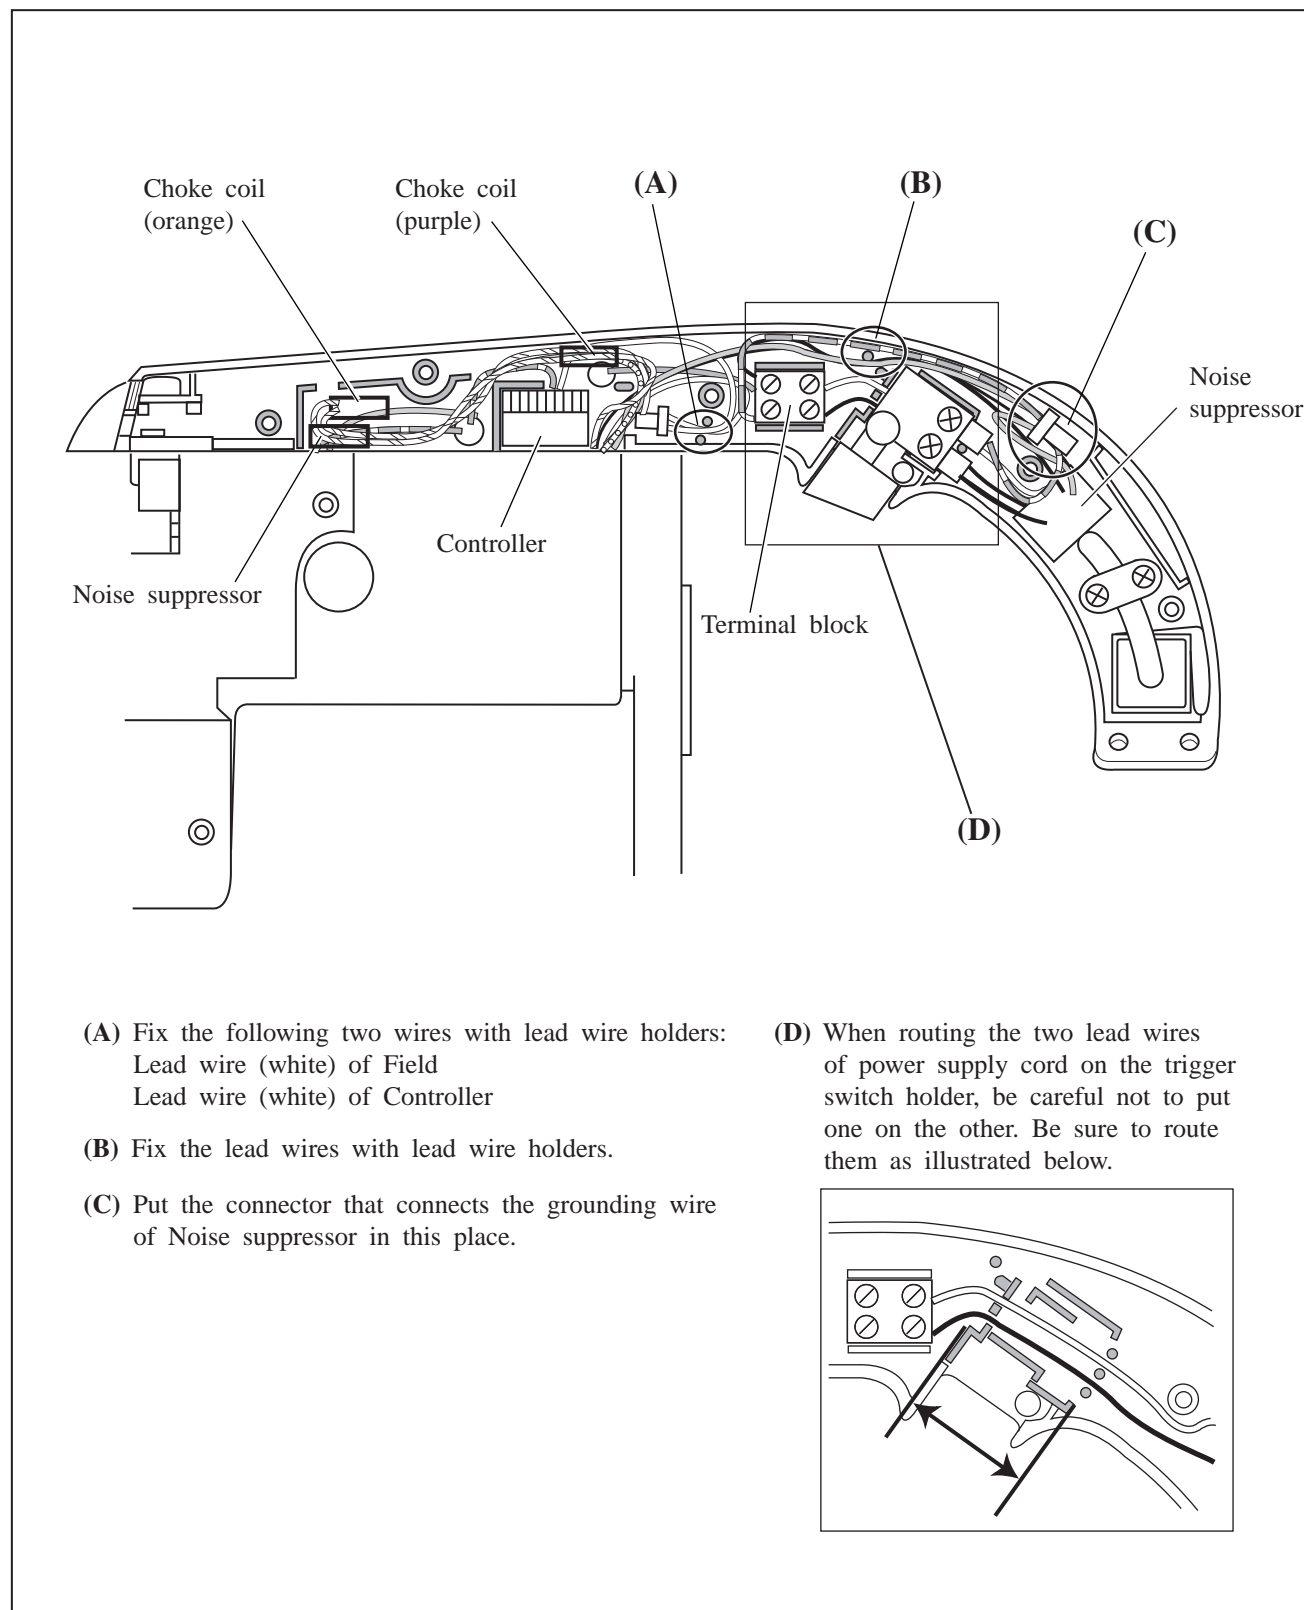 (A)
(B)
(C)
Choke coil
(orange)
Choke coil
(purple)
Noise
suppressor
Controller
Noise suppressor
Terminal block
(D)
(A) Fix the following two wires with lead wire holders:
Lead wire (white) of Field
Lead wire (white) of Controller
(B) Fix the lead wires with lead wire holders.
(C) Put the connector that connects the grounding wire
of Noise suppressor in this place.
(D) When routing the two lead wires
of power supply cord on the trigger
switch holder, be careful not to put
one on the other. Be sure to route
them as illustrated below.